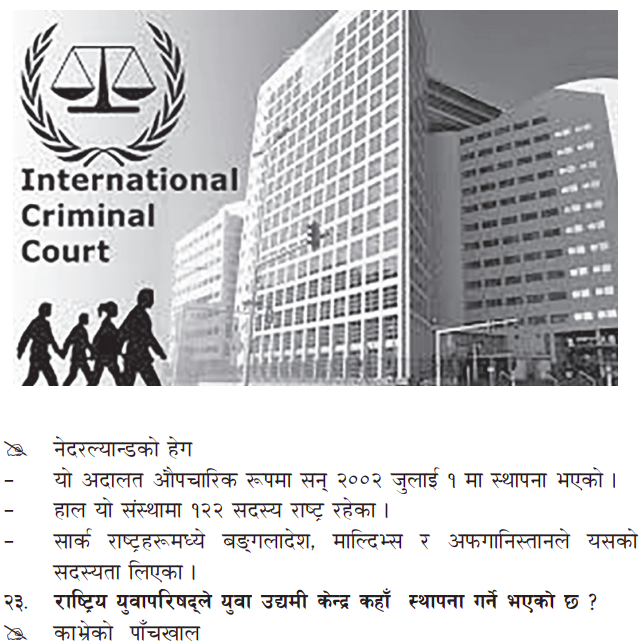 International
Criminal
Court
नेदरल्यान्डको हेग
- यो अदालत औपचारिक रूपमा सन् २००२ जुलाई १ मा स्थापना भएको ।
- हाल यो संस्थामा १२२ सदस्य राष्ट्र रहेका ।
- सार्क राष्ट्रहरूमध्ये बङ्गलादेश, माल्दिभ्स र अफगानिस्तानले यसको
सदस्यता लिएका ।
२३. राष्ट्रिय युवापरिषद्ले युवा उद्यमी केन्द्र कहाँ स्थापना गर्ने भएको छ ?
काभ्रेको पाँचखाल